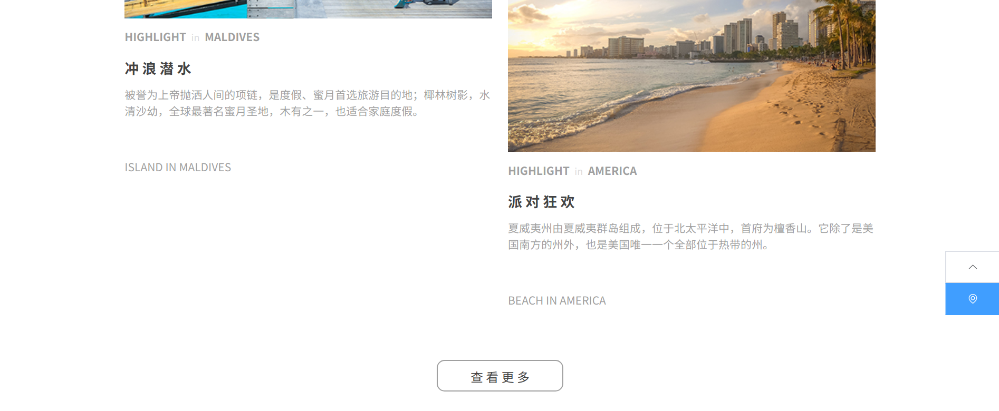 HIGHLIGHT in MALDIVES
冲浪潜水
被誉为上帝抛洒人间的项链，是度假、蜜月首选旅游目的地；椰林树影，水
清沙幼，全球最著名蜜月圣地，木有之一，也适合家庭度假。
ISLAND IN MALDIVES
HIGHLIGHT in AMERICA
派对狂欢
夏威夷州由夏威夷群岛组成，位于北太平洋中，首府为檀香山。它除了是美
国南方的州外，也是美国唯一一个全部位于热带的州。
BEACH IN AMERICA
查看更多